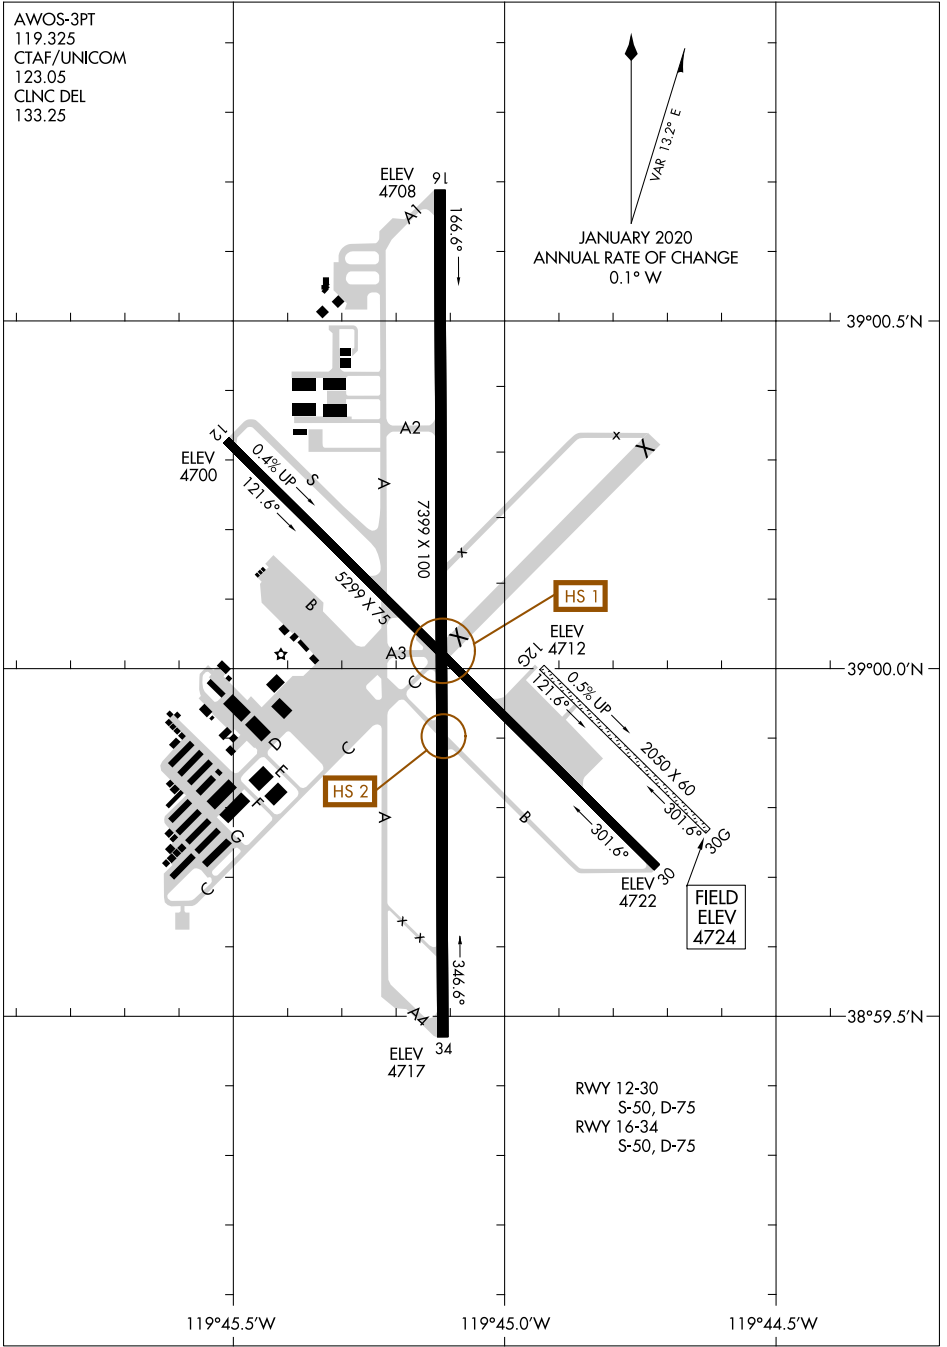 AWOS-3PT
119.325
CTAF/UNICOM
123.05
CLNC DEL
133.25
VAR 13.2° E
JANUARY 2020
ANNUAL RATE OF CHANGE
0.1° W
ELEV
4708
16
A1
166.6°
39°00.5'N
A2
12
ELEV
4700
0.4% UP
121.6°
S
A
7399 X 100
X
x
x
5299 X 75
B
HS 1
X
A3
C
ELEV
4712
12G
121.6°
0.5% UP
39°00.0'N
2050 X 60
301.6°
30G
D
C
E
F
G
C
HS 2
A
B
301.6°
30
ELEV
4722
FIELD
ELEV
4724
x
x
346.6°
A4
34
ELEV
4717
38°59.5'N
RWY 12-30
S-50, D-75
RWY 16-34
S-50, D-75
119°45.5'W
119°45.0'W
119°44.5'W